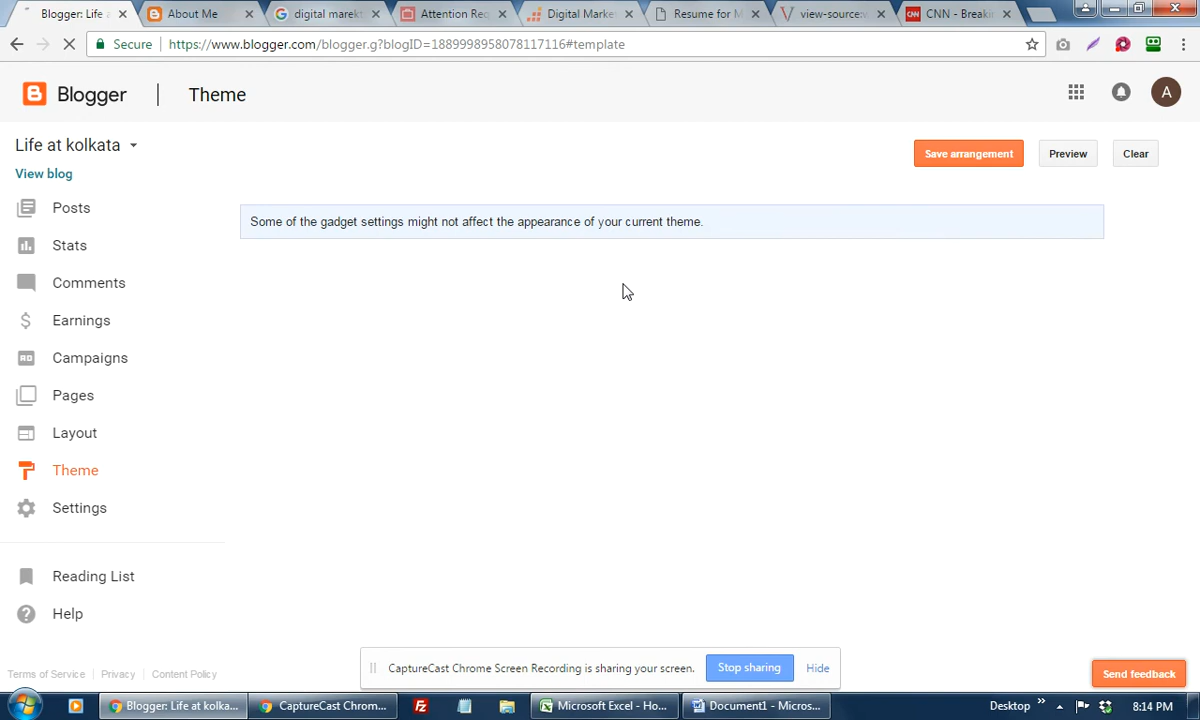 Blogger: Life a
About Me
digital marekt
Attention Req
Digital Marke
Resume for M
view-source:v
CNN - Breaki
Secure
https://www.blogger.com/blogger.g?blogID=1889998958078117116#template
Blogger
Theme
A
Life at kolkata
View blog
Save arrangement
Preview
Clear
Some of the gadget settings might not affect the appearance of your current theme.
Posts
Stats
Comments
Earnings
Campaigns
Pages
Layout
Theme
Settings
Reading List
Help
Terms of Service
Privacy
Content Policy
CaptureCast Chrome Screen Recording is sharing your screen.
Stop sharing
Hide
Send feedback
Blogger: Life at kolka...
CaptureCast Chrom...
Microsoft Excel - Ho...
Document1 - Micros...
Desktop
8:14 PM